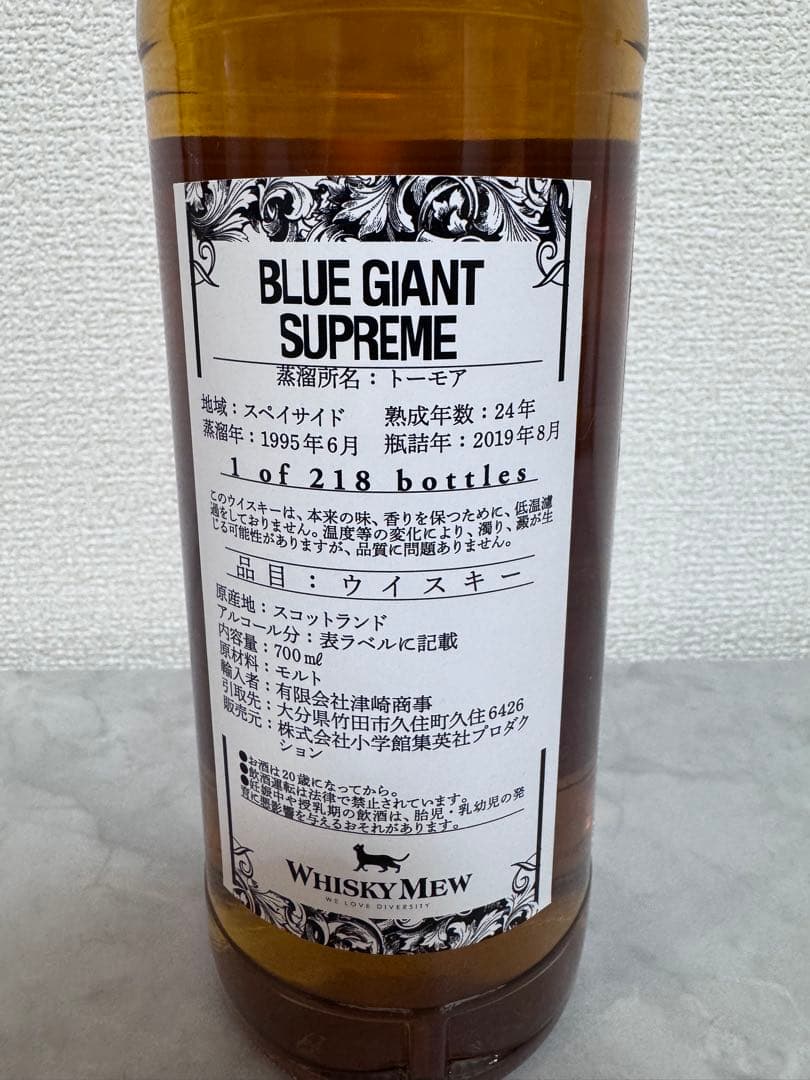 BLUE GIANT
SUPREME
蒸溜所名：トーモア
地域：スペイサイド　熟成年数：24年
蒸溜年：1995年6月　瓶詰年：2019年8月
1 of 218 bottles
このウイスキーは、本来の味、香りを保つために、低温濾
過をしておりません。温度等の変化により、濁り、澱が生
じる可能性がありますが、品質に問題ありません。
品目：ウイスキー
原産地：スコットランド
アルコール分：表ラベルに記載
内容量：700㎖
原材料：モルト
輸入者：有限会社津崎商事
引取先：大分県竹田市久住町久住6426
販売元：株式会社小学館集英社プロダク
ション
●お酒は20歳になってから。
●飲酒運転は法律で禁止されています。
●妊娠中や授乳期の飲酒は、胎児・乳幼児の発
育に悪影響を与えるおそれがあります。
WHISKY MEW
WE LOVE DIVERSITY